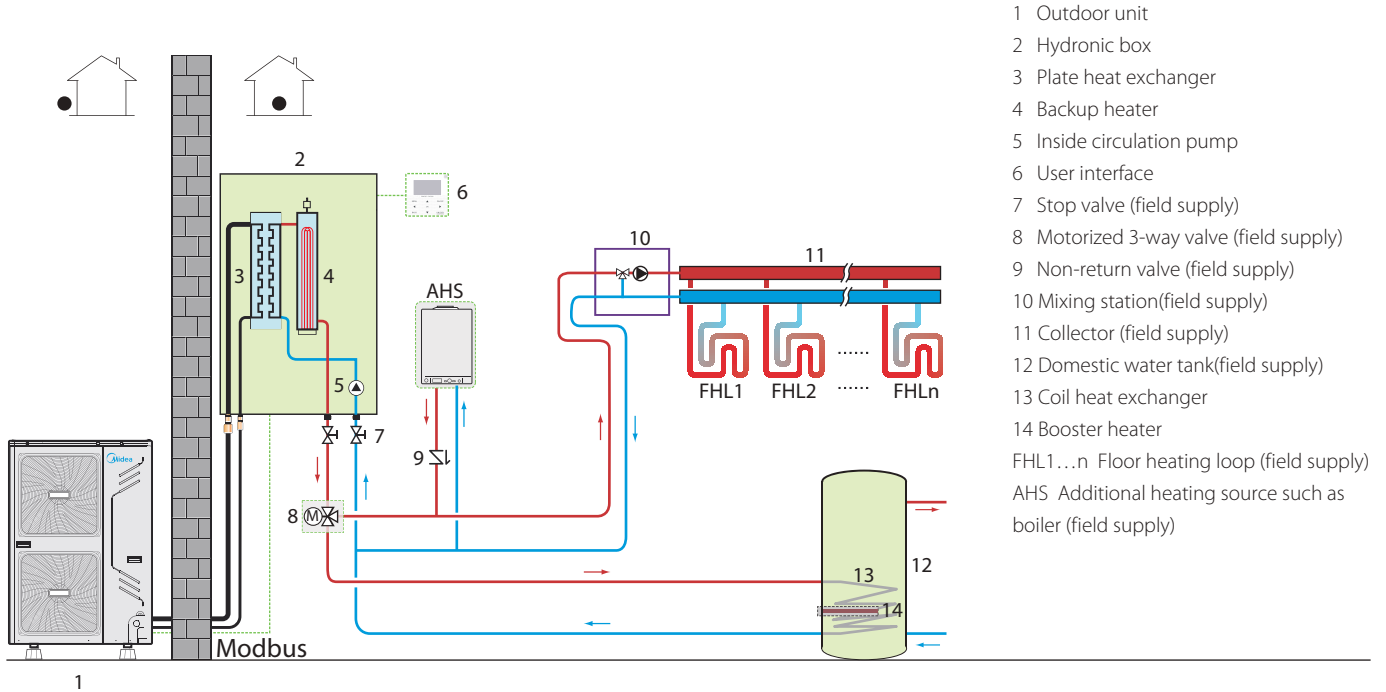 2
6
3
4
5
7
AHS
9
8
M
10
11
FHL1
FHL2
......
......
FHLn
13
14
12
Midea
Modbus
1
1 Outdoor unit
2 Hydronic box
3 Plate heat exchanger
4 Backup heater
5 Inside circulation pump
6 User interface
7 Stop valve (field supply)
8 Motorized 3-way valve (field supply)
9 Non-return valve (field supply)
10 Mixing station(field supply)
11 Collector (field supply)
12 Domestic water tank(field supply)
13 Coil heat exchanger
14 Booster heater
FHL1...n Floor heating loop (field supply)
AHS Additional heating source such as
boiler (field supply)